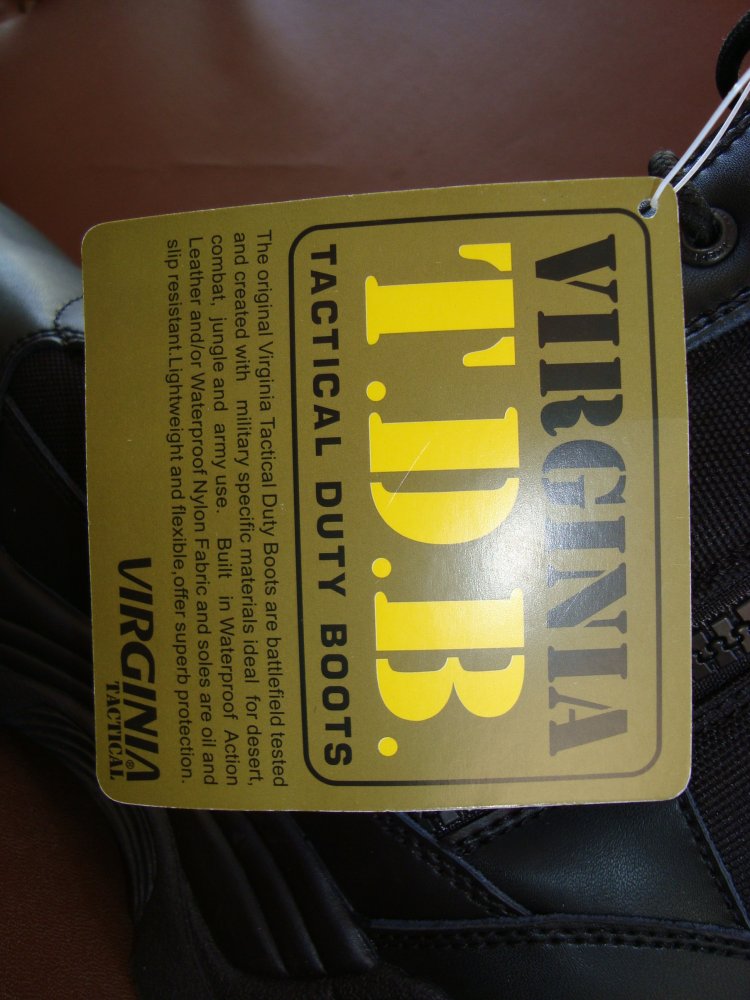 VIRGINIA
T.D.B.
TACTICAL DUTY BOOTS
The original Virginia Tactical Duty Boots are battlefield tested
and created with military specific materials ideal for desert,
combat, jungle and army use. Built in Waterproof Action
Leather and/or Waterproof Nylon Fabric and soles are oil and
slip resistant.Lightweight and flexible,offer superb protection.
VIRGINIA®
TACTICAL